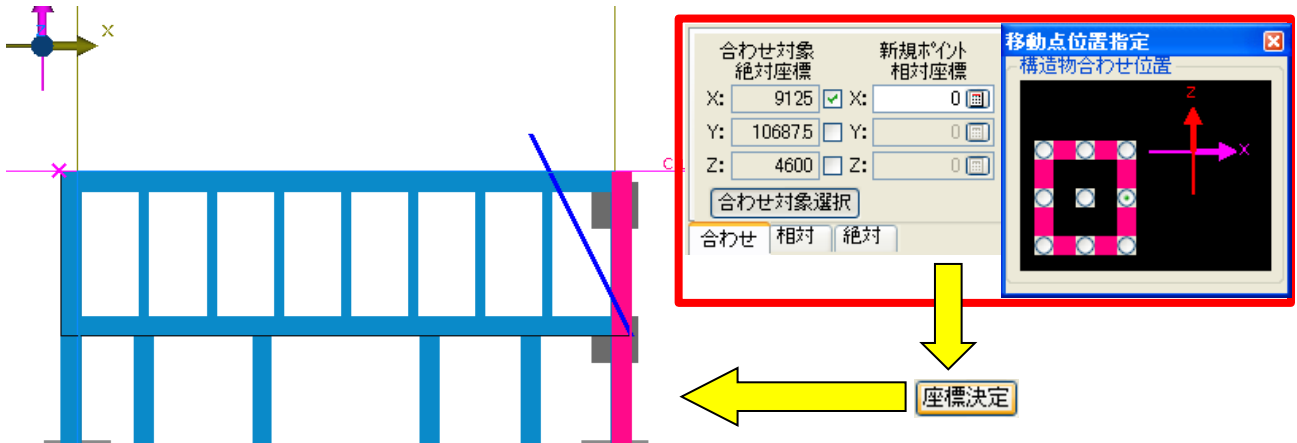 X
C
合わせ対象
絶対座標
新規ポイント
相対座標
X: 9125 X: 0
Y: 10687.5 Y: 0
Z: 4600 Z: 0
合わせ対象選択
合わせ 相対 絶対
移動点位置指定
構造物合わせ位置
Z
X
座標決定